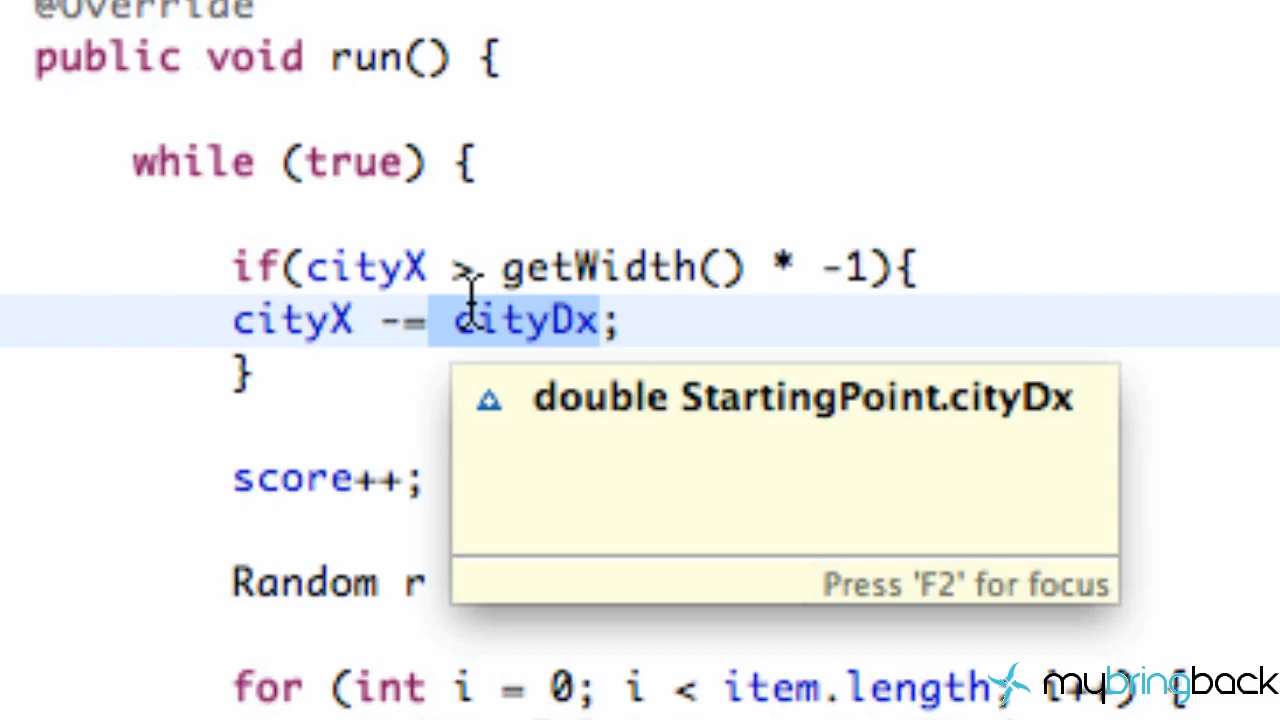 @Override
public void run() {
while (true) {
if(cityX > getWidth() * -1){
cityX -= cityDx;
}
double StartingPoint.cityDx
score++;
Random r
Press 'F2' for focus
for (int i = 0; i < item.length; i++) {
mybringback